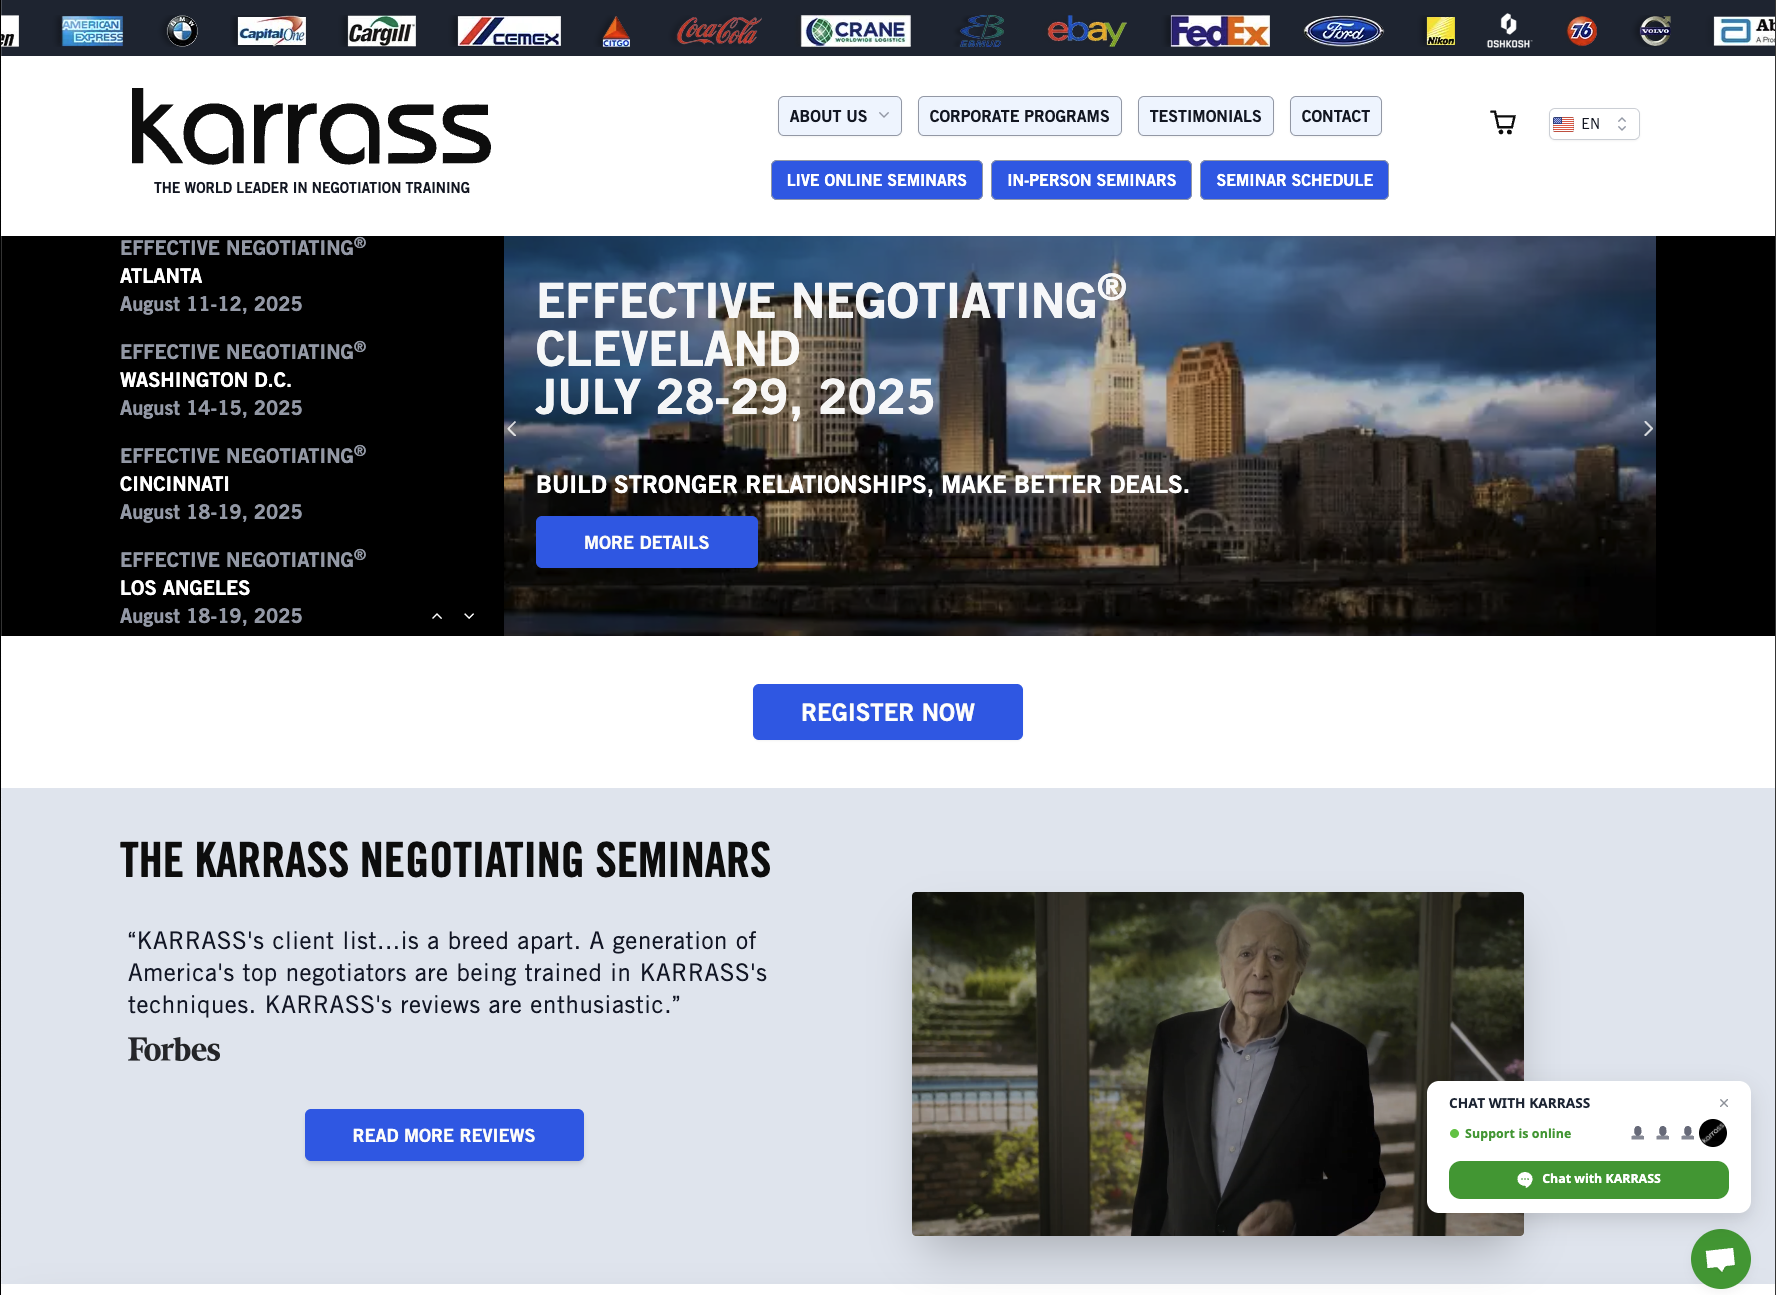 AMERICAN
EXPRESS
BMW
Capital One
Cargill
CEMEX
CITGO
Coca-Cola
CRANE
WORLDWIDE LOGISTICS
ebay
FedEx
Ford
Nikon
OSHKOSH
76
VOLVO
karrass
THE WORLD LEADER IN NEGOTIATION TRAINING
ABOUT US
CORPORATE PROGRAMS
TESTIMONIALS
CONTACT
EN
LIVE ONLINE SEMINARS
IN-PERSON SEMINARS
SEMINAR SCHEDULE
EFFECTIVE NEGOTIATING®
ATLANTA
August 11-12, 2025
EFFECTIVE NEGOTIATING®
WASHINGTON D.C.
August 14-15, 2025
EFFECTIVE NEGOTIATING®
CINCINNATI
August 18-19, 2025
EFFECTIVE NEGOTIATING®
LOS ANGELES
August 18-19, 2025
EFFECTIVE NEGOTIATING®
CLEVELAND
JULY 28-29, 2025
BUILD STRONGER RELATIONSHIPS, MAKE BETTER DEALS.
MORE DETAILS
REGISTER NOW
THE KARRASS NEGOTIATING SEMINARS
“KARRASS's client list...is a breed apart. A generation of
America's top negotiators are being trained in KARRASS's
techniques. KARRASS's reviews are enthusiastic.”
Forbes
READ MORE REVIEWS
CHAT WITH KARRASS
Support is online
karrass
Chat with KARRASS